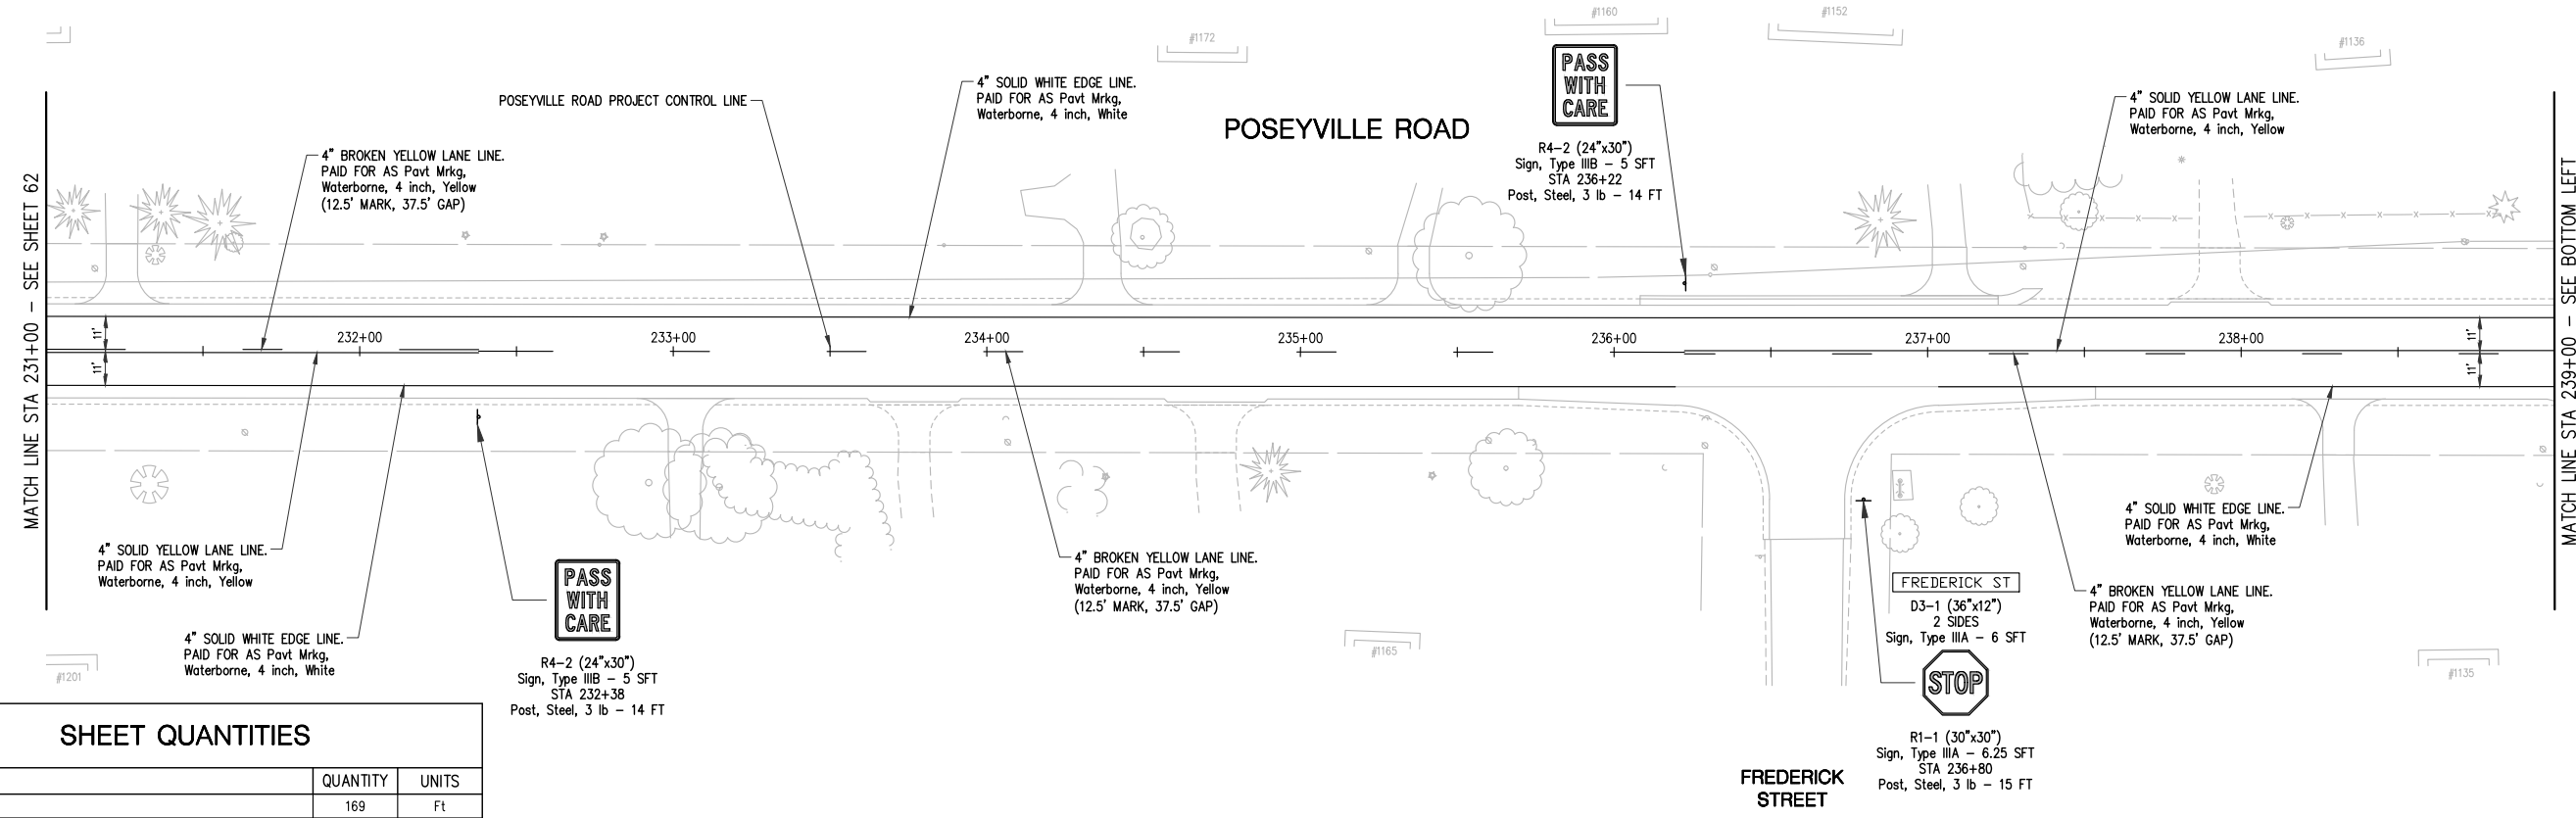 #1160
#1152
#1172
#1136
PASS
WITH
CARE
R4-2 (24"x30")
Sign, Type IIIB - 5 SFT
STA 236+22
Post, Steel, 3 lb - 14 FT
4" SOLID WHITE EDGE LINE.
PAID FOR AS Pavt Mrkg,
Waterborne, 4 inch, White
POSEYVILLE ROAD PROJECT CONTROL LINE
POSEYVILLE ROAD
4" SOLID YELLOW LANE LINE.
PAID FOR AS Pavt Mrkg,
Waterborne, 4 inch, Yellow
4" BROKEN YELLOW LANE LINE.
PAID FOR AS Pavt Mrkg,
Waterborne, 4 inch, Yellow
(12.5' MARK, 37.5' GAP)
MATCH LINE STA 231+00 - SEE SHEET 62
MATCH LINE STA 239+00 - SEE BOTTOM LEFT
11'
11'
232+00
233+00
234+00
235+00
236+00
237+00
238+00
11'
11'
4" SOLID YELLOW LANE LINE.
PAID FOR AS Pavt Mrkg,
Waterborne, 4 inch, Yellow
4" SOLID WHITE EDGE LINE.
PAID FOR AS Pavt Mrkg,
Waterborne, 4 inch, White
PASS
WITH
CARE
R4-2 (24"x30")
Sign, Type IIIB - 5 SFT
STA 232+38
Post, Steel, 3 lb - 14 FT
4" BROKEN YELLOW LANE LINE.
PAID FOR AS Pavt Mrkg,
Waterborne, 4 inch, Yellow
(12.5' MARK, 37.5' GAP)
4" SOLID WHITE EDGE LINE.
PAID FOR AS Pavt Mrkg,
Waterborne, 4 inch, White
4" BROKEN YELLOW LANE LINE.
PAID FOR AS Pavt Mrkg,
Waterborne, 4 inch, Yellow
(12.5' MARK, 37.5' GAP)
FREDERICK ST
D3-1 (36"x12")
2 SIDES
Sign, Type IIIA - 6 SFT
STOP
R1-1 (30"x30")
Sign, Type IIIA - 6.25 SFT
STA 236+80
Post, Steel, 3 lb - 15 FT
#1201
#1165
#1135
FREDERICK
STREET
SHEET QUANTITIES
QUANTITY UNITS
169 Ft